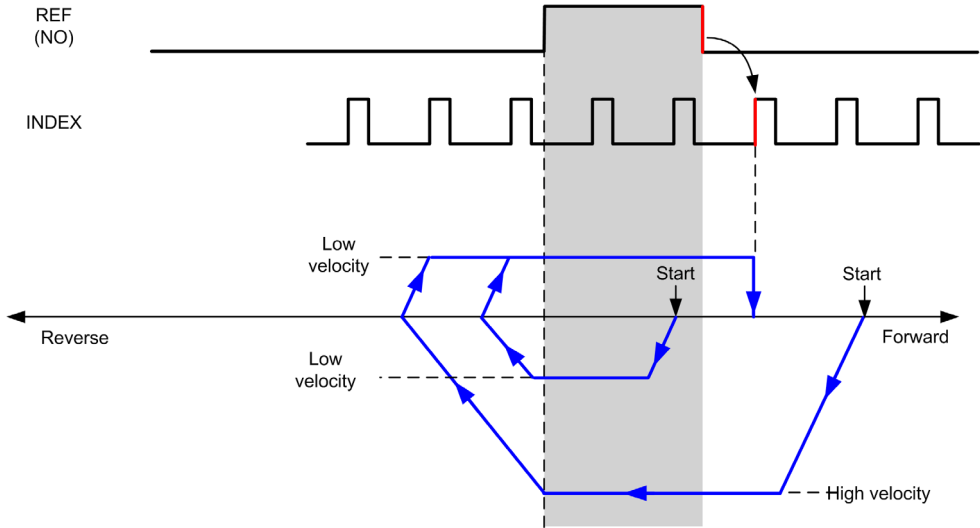 REF
(NO)
INDEX
Low
velocity
Start
Start
Reverse
Forward
Low
velocity
High velocity